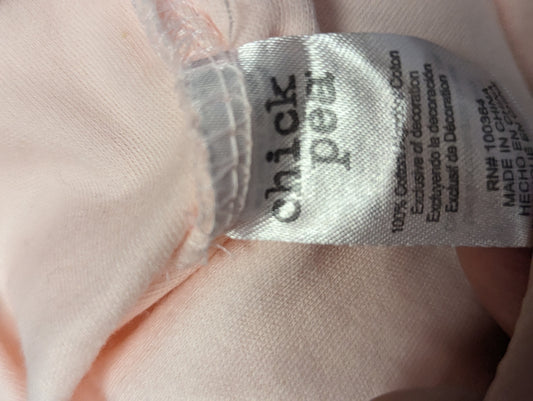 chick
pea
100% Cotton
Cotton
Exclusive of decoration
Excluyendo la decoración
Exclusif de Décoration
RN# 100384
MADE IN CHINA
HECHO EN